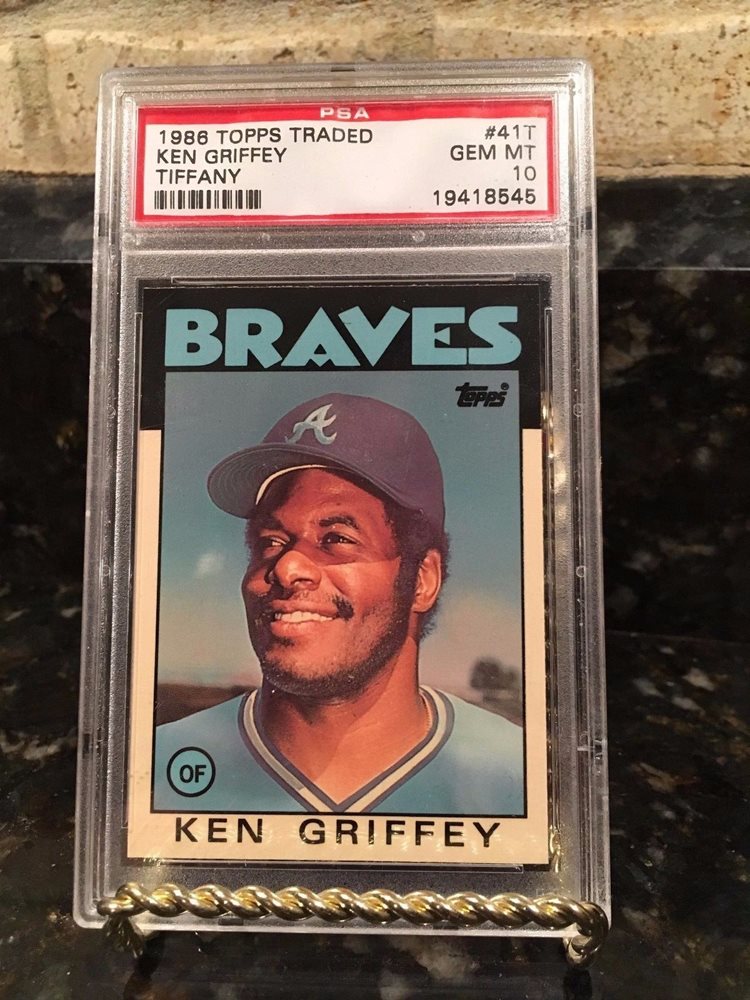 PSA
1986 TOPPS TRADED #41T
KEN GRIFFEY GEM MT
TIFFANY 10
19418545
BRAVES
topps®
A
OF
KEN GRIFFEY